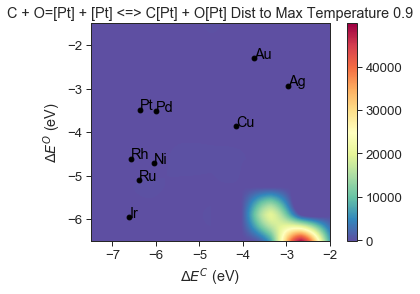 C + O=[Pt] + [Pt] <=> C[Pt] + O[Pt] Dist to Max Temperature 0.9
−2
−3
−4
−5
−6
ΔE^O (eV)
Au
Ag
Pt
Pd
Cu
Rh
Ni
Ru
Ir
−7
−6
−5
−4
−3
−2
ΔE^C (eV)
40000
30000
20000
10000
0